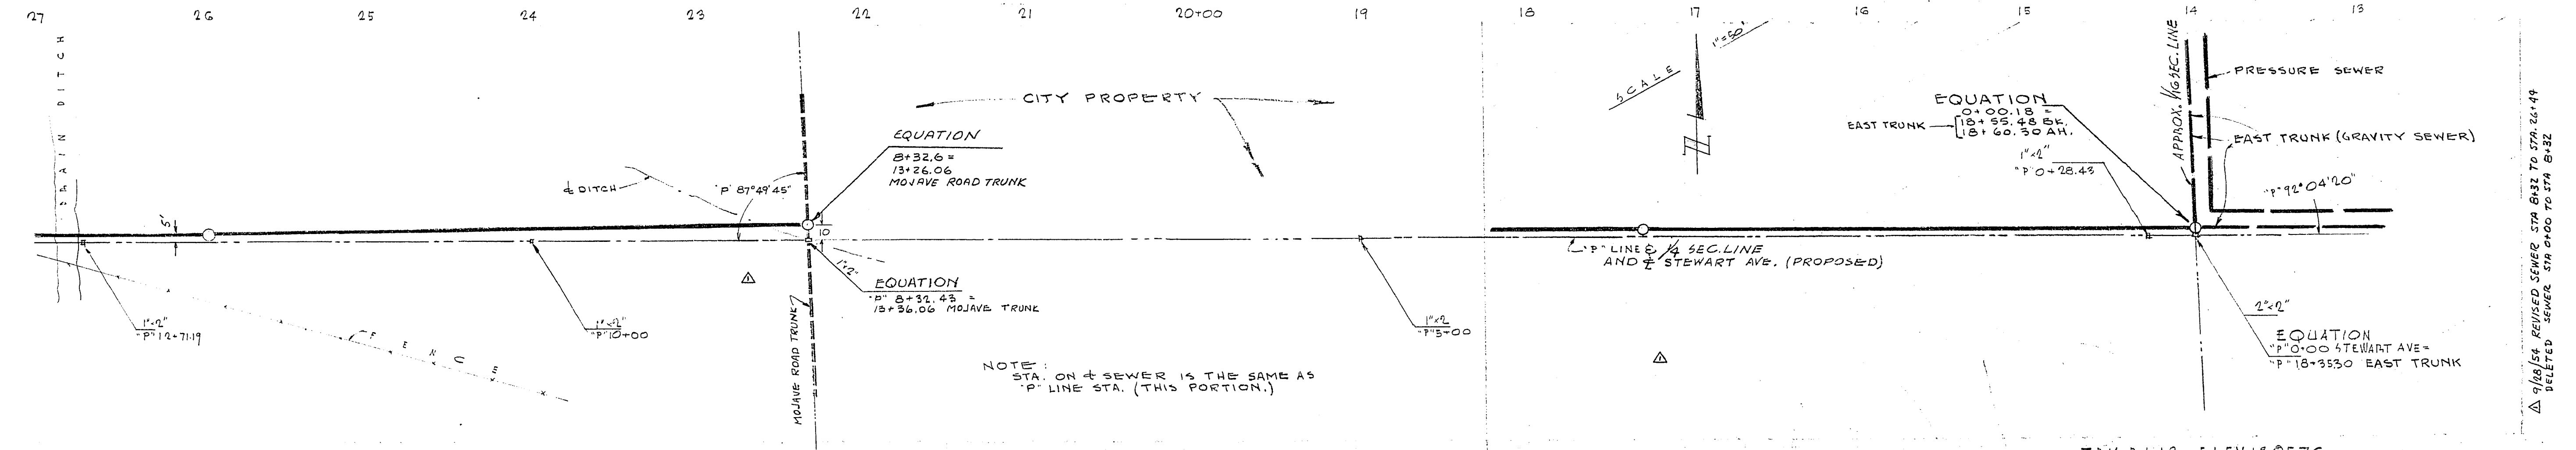 27 26 25 24 23 22 21 20+00 19 18 17 16 15 14 13
DRAIN DITCH
5'
1"×2"
"P" 12+71.19
FENCE
1"×2"
"P" 10+00
℄ DITCH
"P" 87°49'45"
EQUATION
8+32.6 =
13+26.06
MOJAVE ROAD TRUNK
10
1"×2"
EQUATION
"P" 8+32.43 =
13+36.06 MOJAVE TRUNK
MOJAVE ROAD TRUNK
CITY PROPERTY
NOTE:
STA. ON ℄ SEWER IS THE SAME AS
"P" LINE STA. (THIS PORTION.)
1"×2
"P" 5+00
SCALE
1"=50'
N
"P" LINE & 1/4 SEC. LINE
AND ℄ STEWART AVE. (PROPOSED)
EQUATION
0+00.18 =
EAST TRUNK
18+55.48 BK.
18+60.30 AH.
1"×2"
"P" 0+28.43
APPROX. 1/16 SEC. LINE
PRESSURE SEWER
EAST TRUNK (GRAVITY SEWER)
"P" 92°04'20"
2"×2"
EQUATION
"P" 0+00 STEWART AVE =
"P" 18+35.30 EAST TRUNK
1 9/28/54 REVISED SEWER STA 8+32 TO STA. 26+44
DELETED SEWER STA 0+00 TO STA 8+32